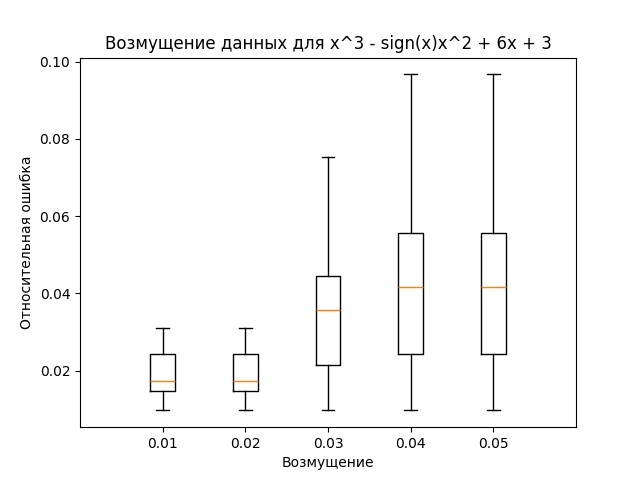 Возмущение данных для x^3 - sign(x)x^2 + 6x + 3
0.10
0.08
0.06
0.04
0.02
Относительная ошибка
0.01 0.02 0.03 0.04 0.05
Возмущение